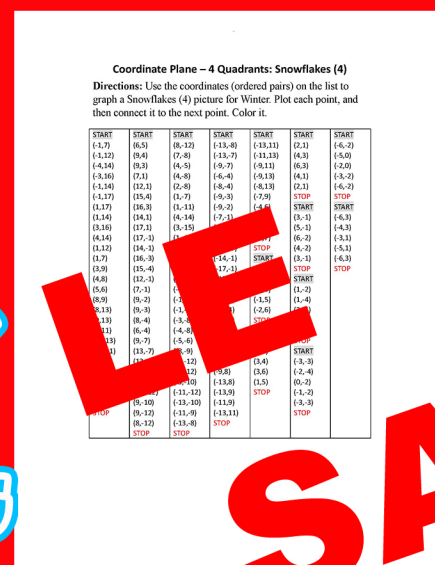 Coordinate Plane – 4 Quadrants: Snowflakes (4)
Directions: Use the coordinates (ordered pairs) on the list to
graph a Snowflakes (4) picture for Winter. Plot each point, and
then connect it to the next point. Color it.
START START START START START START START
(-1,7) (6,5) (8,-12) (-13,-8) (-13,11) (2,1) (-6,-2)
(-1,12) (9,4) (7,-8) (-13,-7) (-11,13) (4,3) (-5,0)
(-4,14) (9,3) (4,-5) (-9,-7) (-9,11) (6,3) (-2,0)
(-3,16) (7,1) (4,-8) (-6,-4) (-9,13) (4,1) (-3,-2)
(-1,14) (12,1) (2,-8) (-4,-4) (-8,13) (2,1) (-6,-2)
(-1,17) (15,4) (1,-7) (-9,-3) (-7,9) STOP STOP
(1,17) (16,3) (1,-11) (-9,-2) START START
(1,14) (14,1) (4,-14) (3,-1) (-6,3)
(3,16) (17,1) (3,-15) (5,-1) (-4,3)
(4,14) (17,-1) (6,-2) (-3,1)
(1,12) (14,-1) STOP (4,-2) (-5,1)
(1,7) (16,-3) (-14,-1) START (3,-1) (-6,3)
(3,9) (15,-4) (-17,-1) STOP STOP
(4,8) (12,-1) START
(5,6) (7,-1) (1,-2)
(8,9) (9,-2) (-1,5) (1,-4)
(9,-3) (-2,6)
(8,-4)
(6,-4) (-4,-8)
(9,-7) (-5,-6) STOP
(13,-7) START
(3,4) (-3,-3)
(3,6) (-2,-4)
(-13,8) (1,5) (0,-2)
(-11,-12) (-13,9) STOP (-1,-2)
(9,-10) (-13,-10) (-11,9) (-3,-3)
STOP (9,-12) (-11,-9) (-13,11) STOP
(8,-12) (-13,-8) STOP
STOP STOP
LE
SA